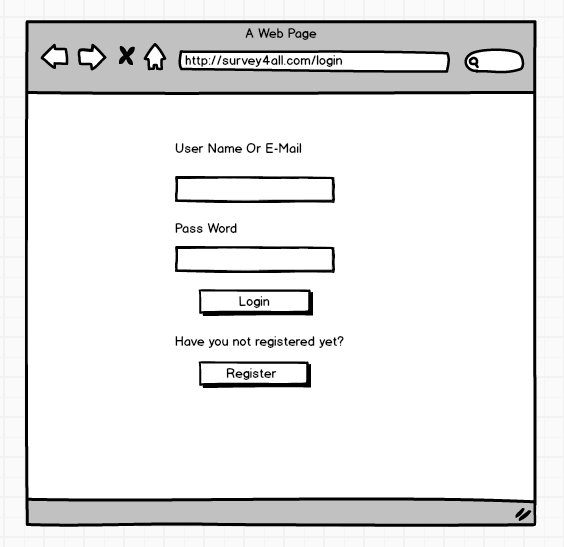 A Web Page
http://survey4all.com/login
User Name Or E-Mail
Pass Word
Login
Have you not registered yet?
Register